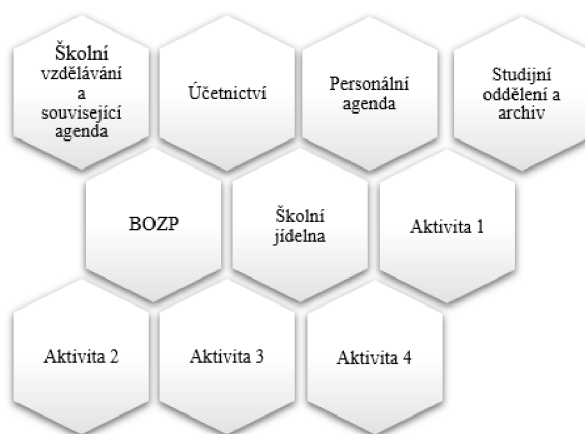 Školní
vzdělávání
a
související
agenda
Účetnictví
Personální
agenda
Studijní
oddělení a
archiv
BOZP
Školní
jídelna
Aktivita 1
Aktivita 2
Aktivita 3
Aktivita 4